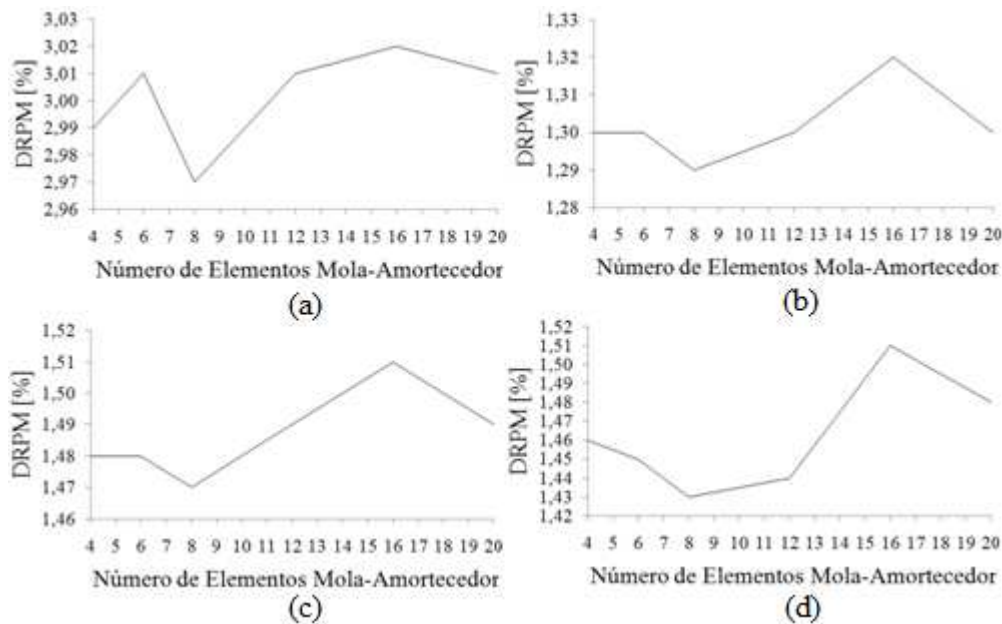 DRPM [%]
3,03
3,02
3,01
3,00
2,99
2,98
2,97
2,96
4 5 6 7 8 9 10 11 12 13 14 15 16 17 18 19 20
Número de Elementos Mola-Amortecedor
(a)
DRPM [%]
1,33
1,32
1,31
1,30
1,29
1,28
4 5 6 7 8 9 10 11 12 13 14 15 16 17 18 19 20
Número de Elementos Mola-Amortecedor
(b)
DRPM [%]
1,52
1,51
1,50
1,49
1,48
1,47
1,46
4 5 6 7 8 9 10 11 12 13 14 15 16 17 18 19 20
Número de Elementos Mola-Amortecedor
(c)
DRPM [%]
1,52
1,51
1,50
1,49
1,48
1,47
1,46
1,45
1,44
1,43
1,42
4 5 6 7 8 9 10 11 12 13 14 15 16 17 18 19 20
Número de Elementos Mola-Amortecedor
(d)